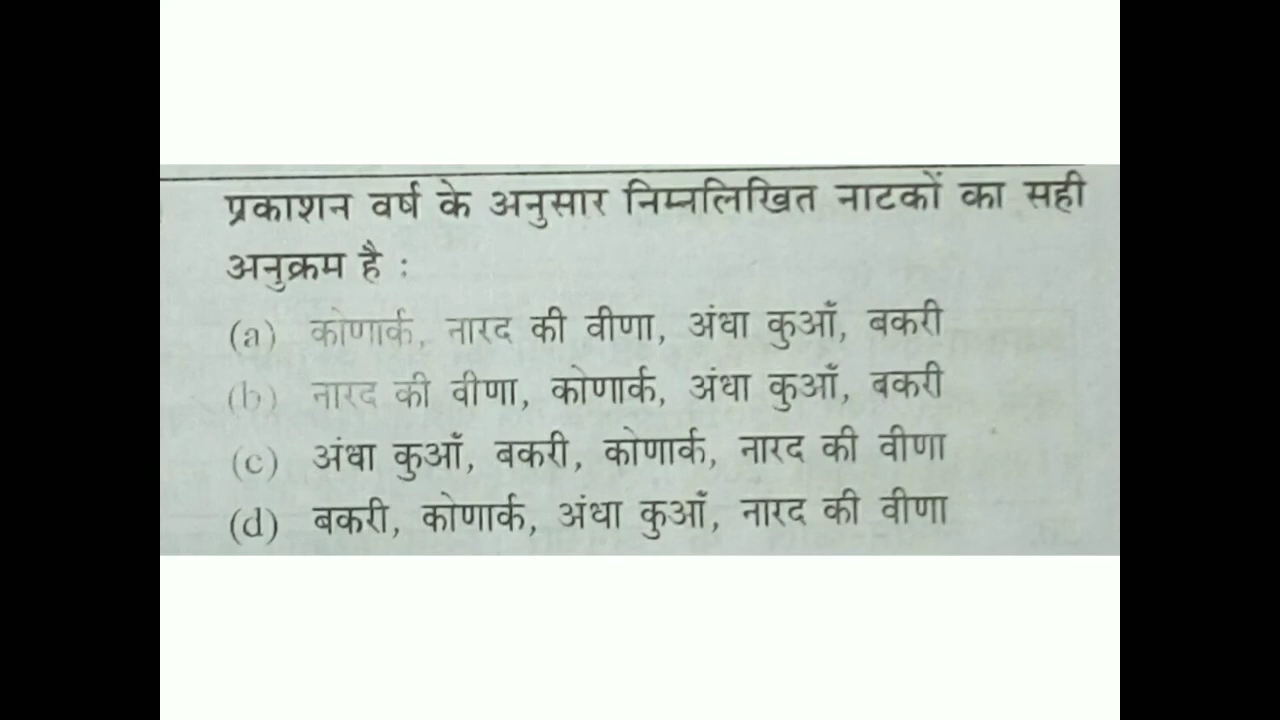 प्रकाशन वर्ष के अनुसार निम्नलिखित नाटकों का सही
अनुक्रम है :
(a) कोणार्क, नारद की वीणा, अंधा कुआँ, बकरी
(b) नारद की वीणा, कोणार्क, अंधा कुआँ, बकरी
(c) अंधा कुआँ, बकरी, कोणार्क, नारद की वीणा
(d) बकरी, कोणार्क, अंधा कुआँ, नारद की वीणा